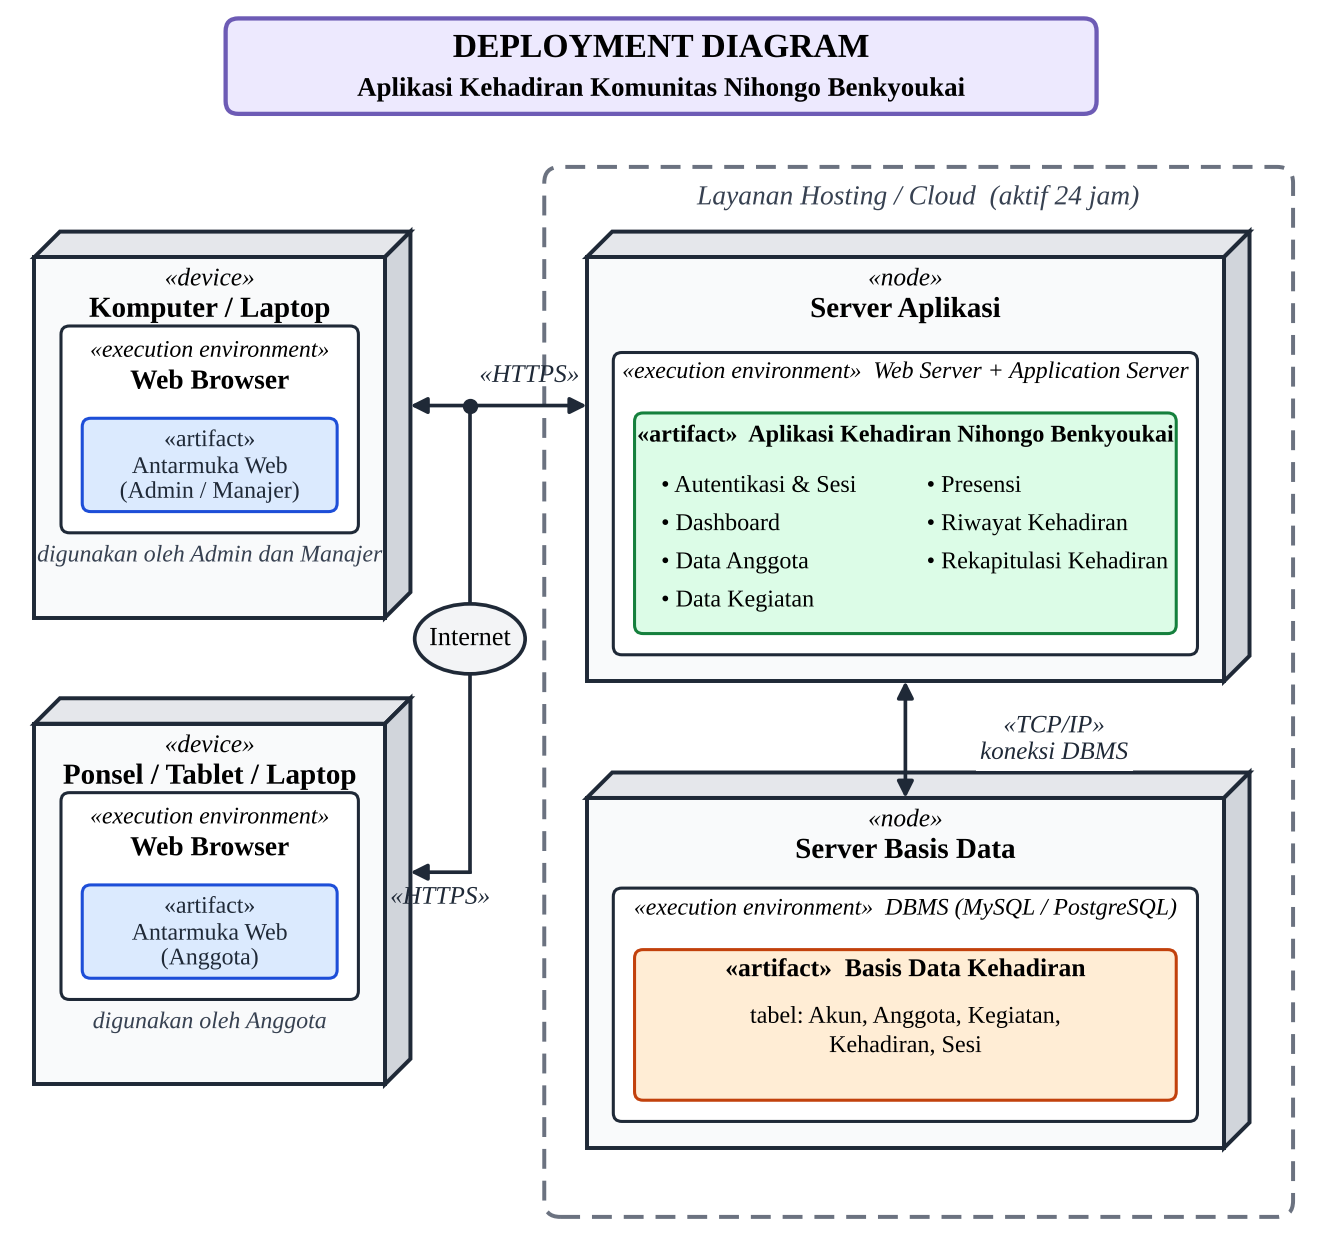 DEPLOYMENT DIAGRAM
Aplikasi Kehadiran Komunitas Nihongo Benkyoukai
Layanan Hosting / Cloud (aktif 24 jam)
«device»
Komputer / Laptop
«execution environment»
Web Browser
«artifact»
Antarmuka Web
(Admin / Manajer)
digunakan oleh Admin dan Manajer
«HTTPS»
Internet
«device»
Ponsel / Tablet / Laptop
«execution environment»
Web Browser
«artifact»
Antarmuka Web
(Anggota)
digunakan oleh Anggota
«HTTPS»
«node»
Server Aplikasi
«execution environment» Web Server + Application Server
«artifact» Aplikasi Kehadiran Nihongo Benkyoukai
• Autentikasi & Sesi
• Dashboard
• Data Anggota
• Data Kegiatan
• Presensi
• Riwayat Kehadiran
• Rekapitulasi Kehadiran
«TCP/IP»
koneksi DBMS
«node»
Server Basis Data
«execution environment» DBMS (MySQL / PostgreSQL)
«artifact» Basis Data Kehadiran
tabel: Akun, Anggota, Kegiatan,
Kehadiran, Sesi